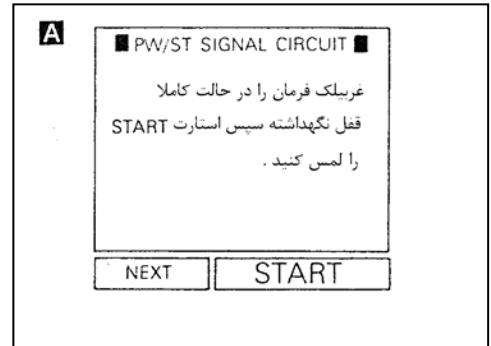 A
PW/ST SIGNAL CIRCUIT
غربیلک فرمان را در حالت کاملا
قفل نگهداشته سپس استارت START
را لمس کنید .
NEXT
START